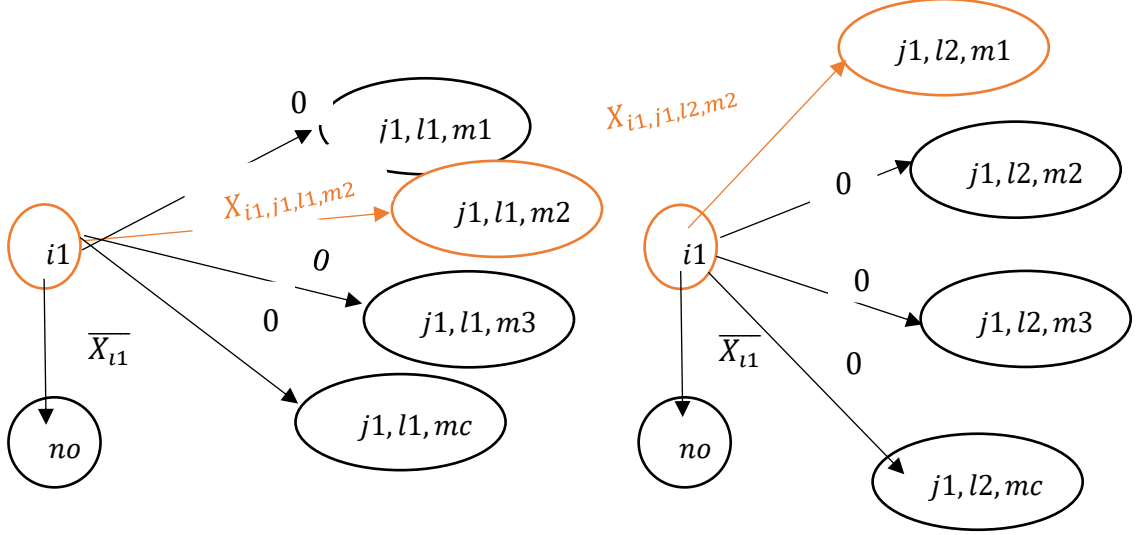 0
j1, l1, m1
X_{i1,j1,l1,m2}
j1, l1, m2
i1
0
j1, l1, m3
0
\overline{X_{ι1}}
j1, l1, mc
no
j1, l2, m1
X_{i1,j1,l2,m2}
0
j1, l2, m2
i1
0
j1, l2, m3
\overline{X_{ι1}}
0
no
j1, l2, mc